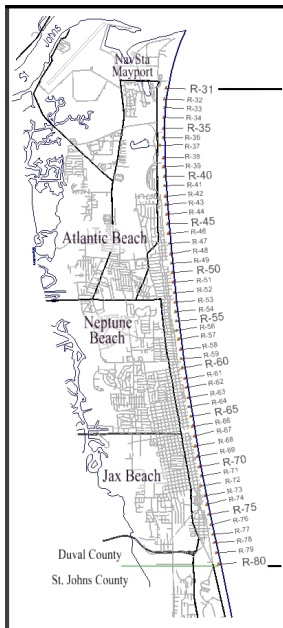 St Johns
NavSta
Mayport
R-31
R-32
R-33
R-34
R-35
R-36
R-37
R-38
R-39
R-40
R-41
R-42
R-43
R-44
R-45
R-46
R-47
Atlantic Beach
R-48
R-49
R-50
R-51
R-52
R-53
R-54
Neptune
Beach
R-55
R-56
R-57
R-58
R-59
R-60
R-61
R-62
R-63
R-64
R-65
R-66
R-67
R-68
R-69
R-70
Jax Beach
R-71
R-72
R-73
R-74
R-75
R-76
R-77
R-78
Duval County
R-79
R-80
St. Johns County